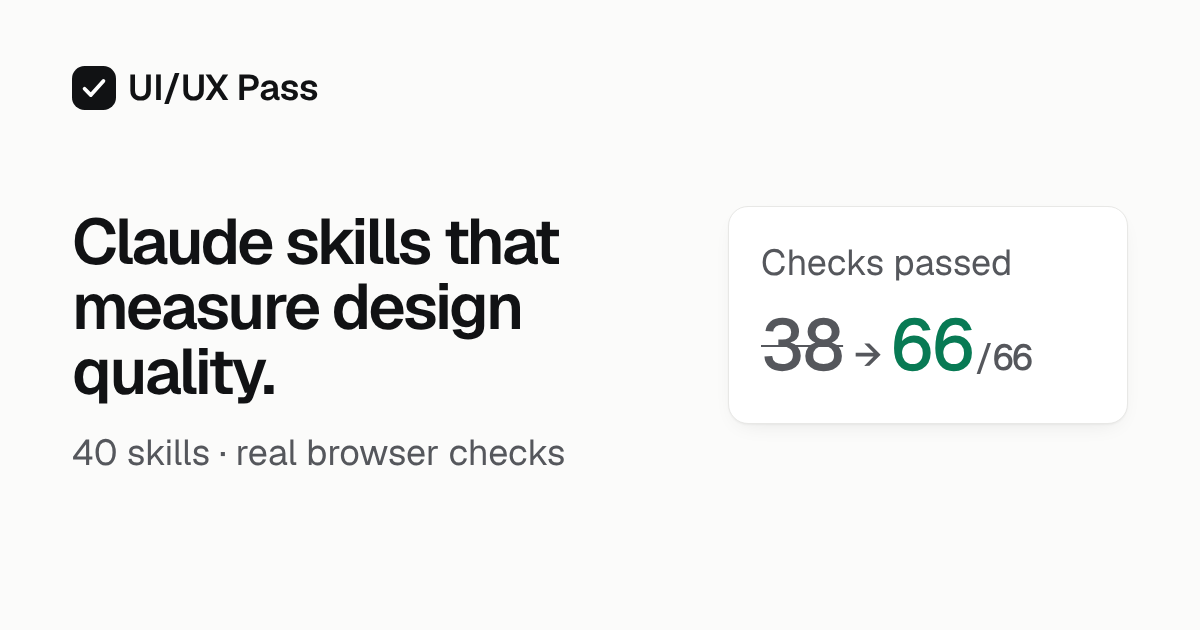 UI/UX Pass
Claude skills that
measure design
quality.
40 skills · real browser checks
Checks passed
38 → 66/66